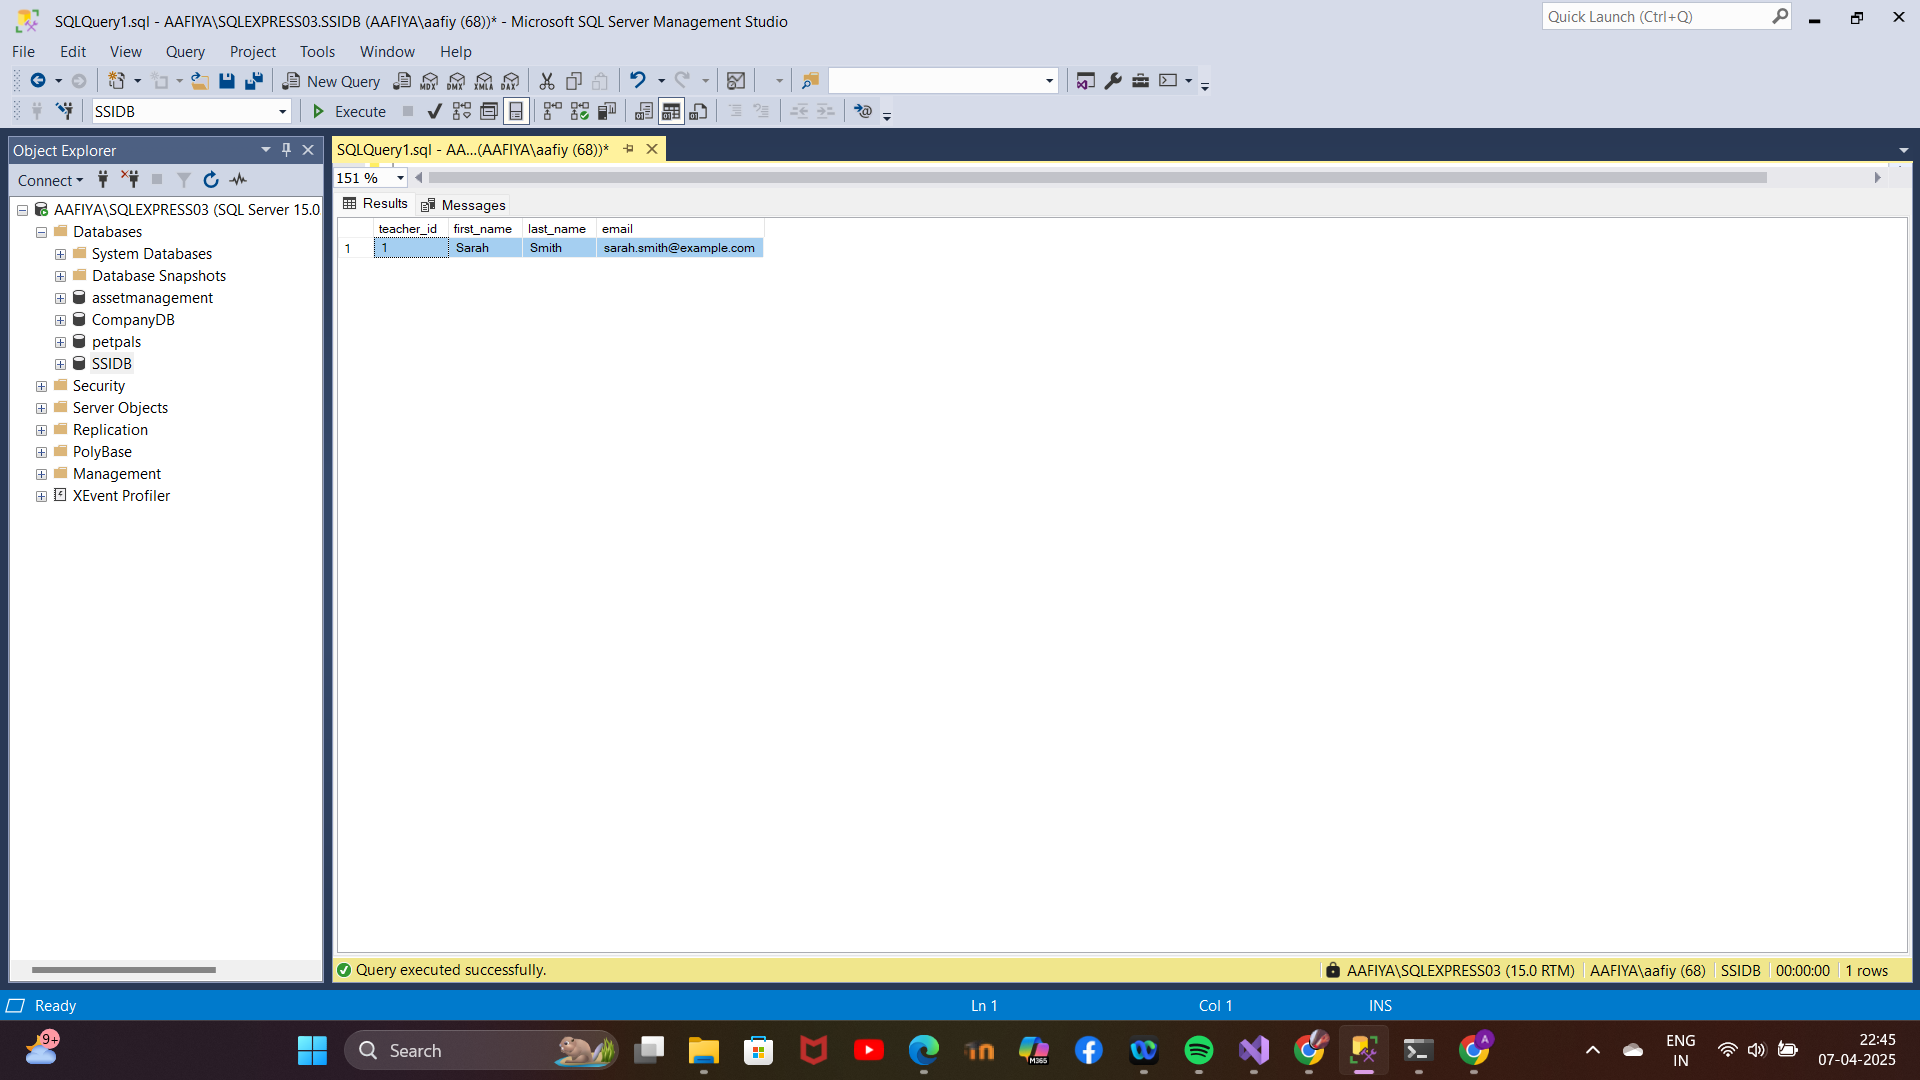 SQLQuery1.sql - AAFIYA\SQLEXPRESS03.SSIDB (AAFIYA\aafiy (68))* - Microsoft SQL Server Management Studio
Quick Launch (Ctrl+Q)
File Edit View Query Project Tools Window Help
New Query MDX DMX XMLA DAX
SSIDB Execute
Object Explorer
SQLQuery1.sql - AA...(AAFIYA\aafiy (68))*
Connect
151 %
AAFIYA\SQLEXPRESS03 (SQL Server 15.0
Databases
System Databases
Database Snapshots
assetmanagement
CompanyDB
petpals
SSIDB
Security
Server Objects
Replication
PolyBase
Management
XEvent Profiler
Results Messages
teacher_id first_name last_name email
1 1 Sarah Smith sarah.smith@example.com
Query executed successfully.
AAFIYA\SQLEXPRESS03 (15.0 RTM) AAFIYA\aafiy (68) SSIDB 00:00:00 1 rows
Ready Ln 1 Col 1 INS
9+
Search
M365
A
ENG
IN
22:45
07-04-2025